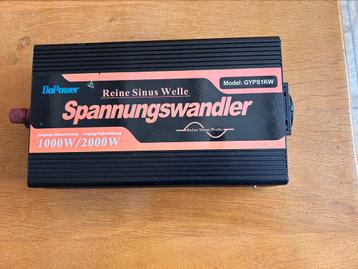 DoPower
Reine Sinus Welle
Model: GYPS1KW
Spannungswandler
1000W/2000W
Reine Sinus Welle